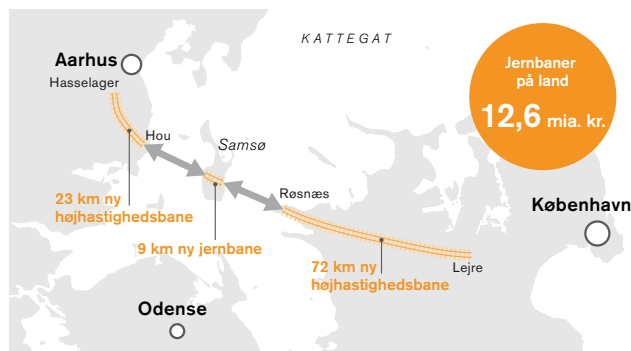 KATTEGAT
Jernbaner
på land
12,6 mia. kr.
Aarhus
Hasselager
Hou
Samsø
Røsnæs
23 km ny
højhastighedsbane
9 km ny jernbane
København
72 km ny
højhastighedsbane
Lejre
Odense